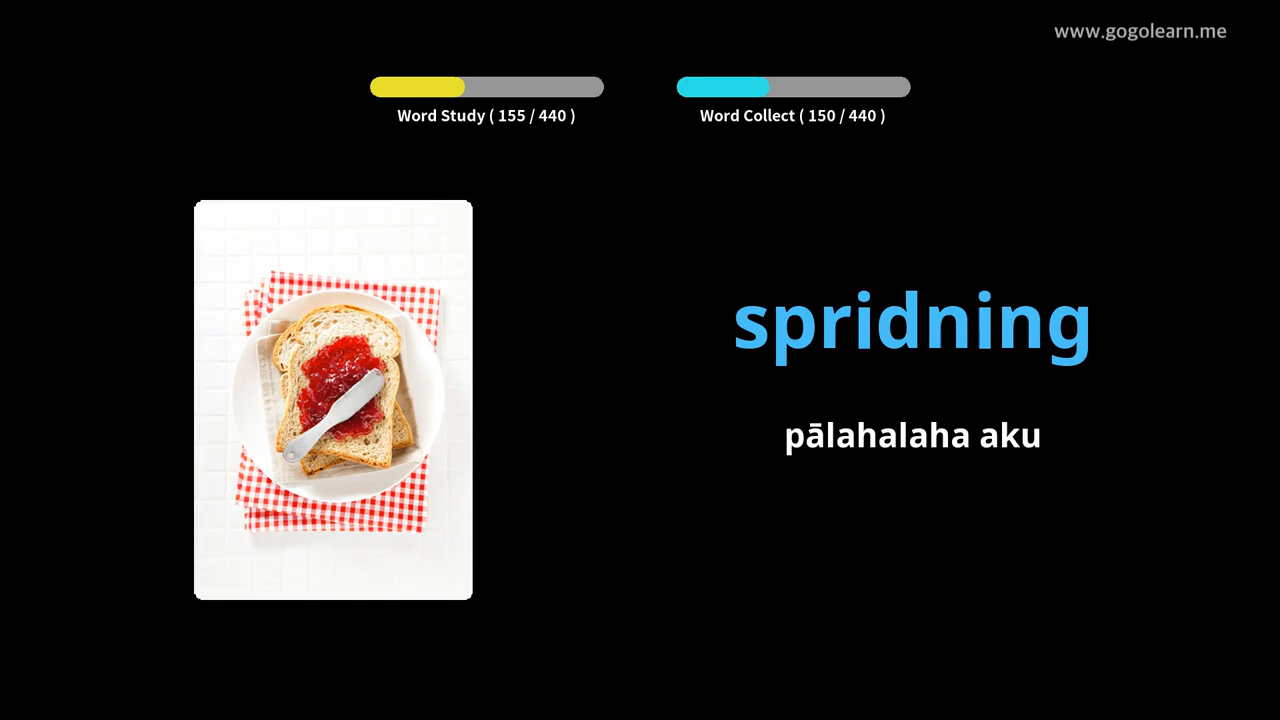 www.gogolearn.me
Word Study ( 155 / 440 )
Word Collect ( 150 / 440 )
spridning
pālahalaha aku